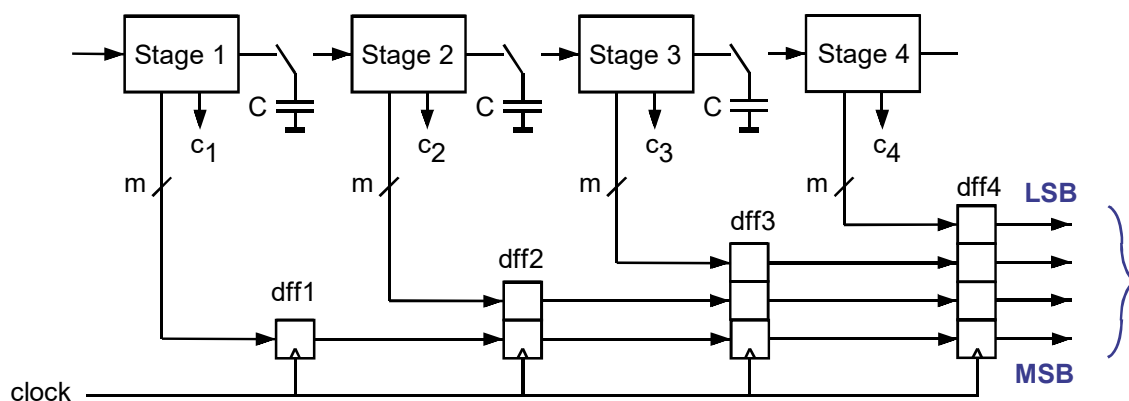 Stage 1
Stage 2
Stage 3
Stage 4
C
C
C
c1
c2
c3
c4
m
m
m
m
dff4
LSB
dff3
dff2
dff1
MSB
clock